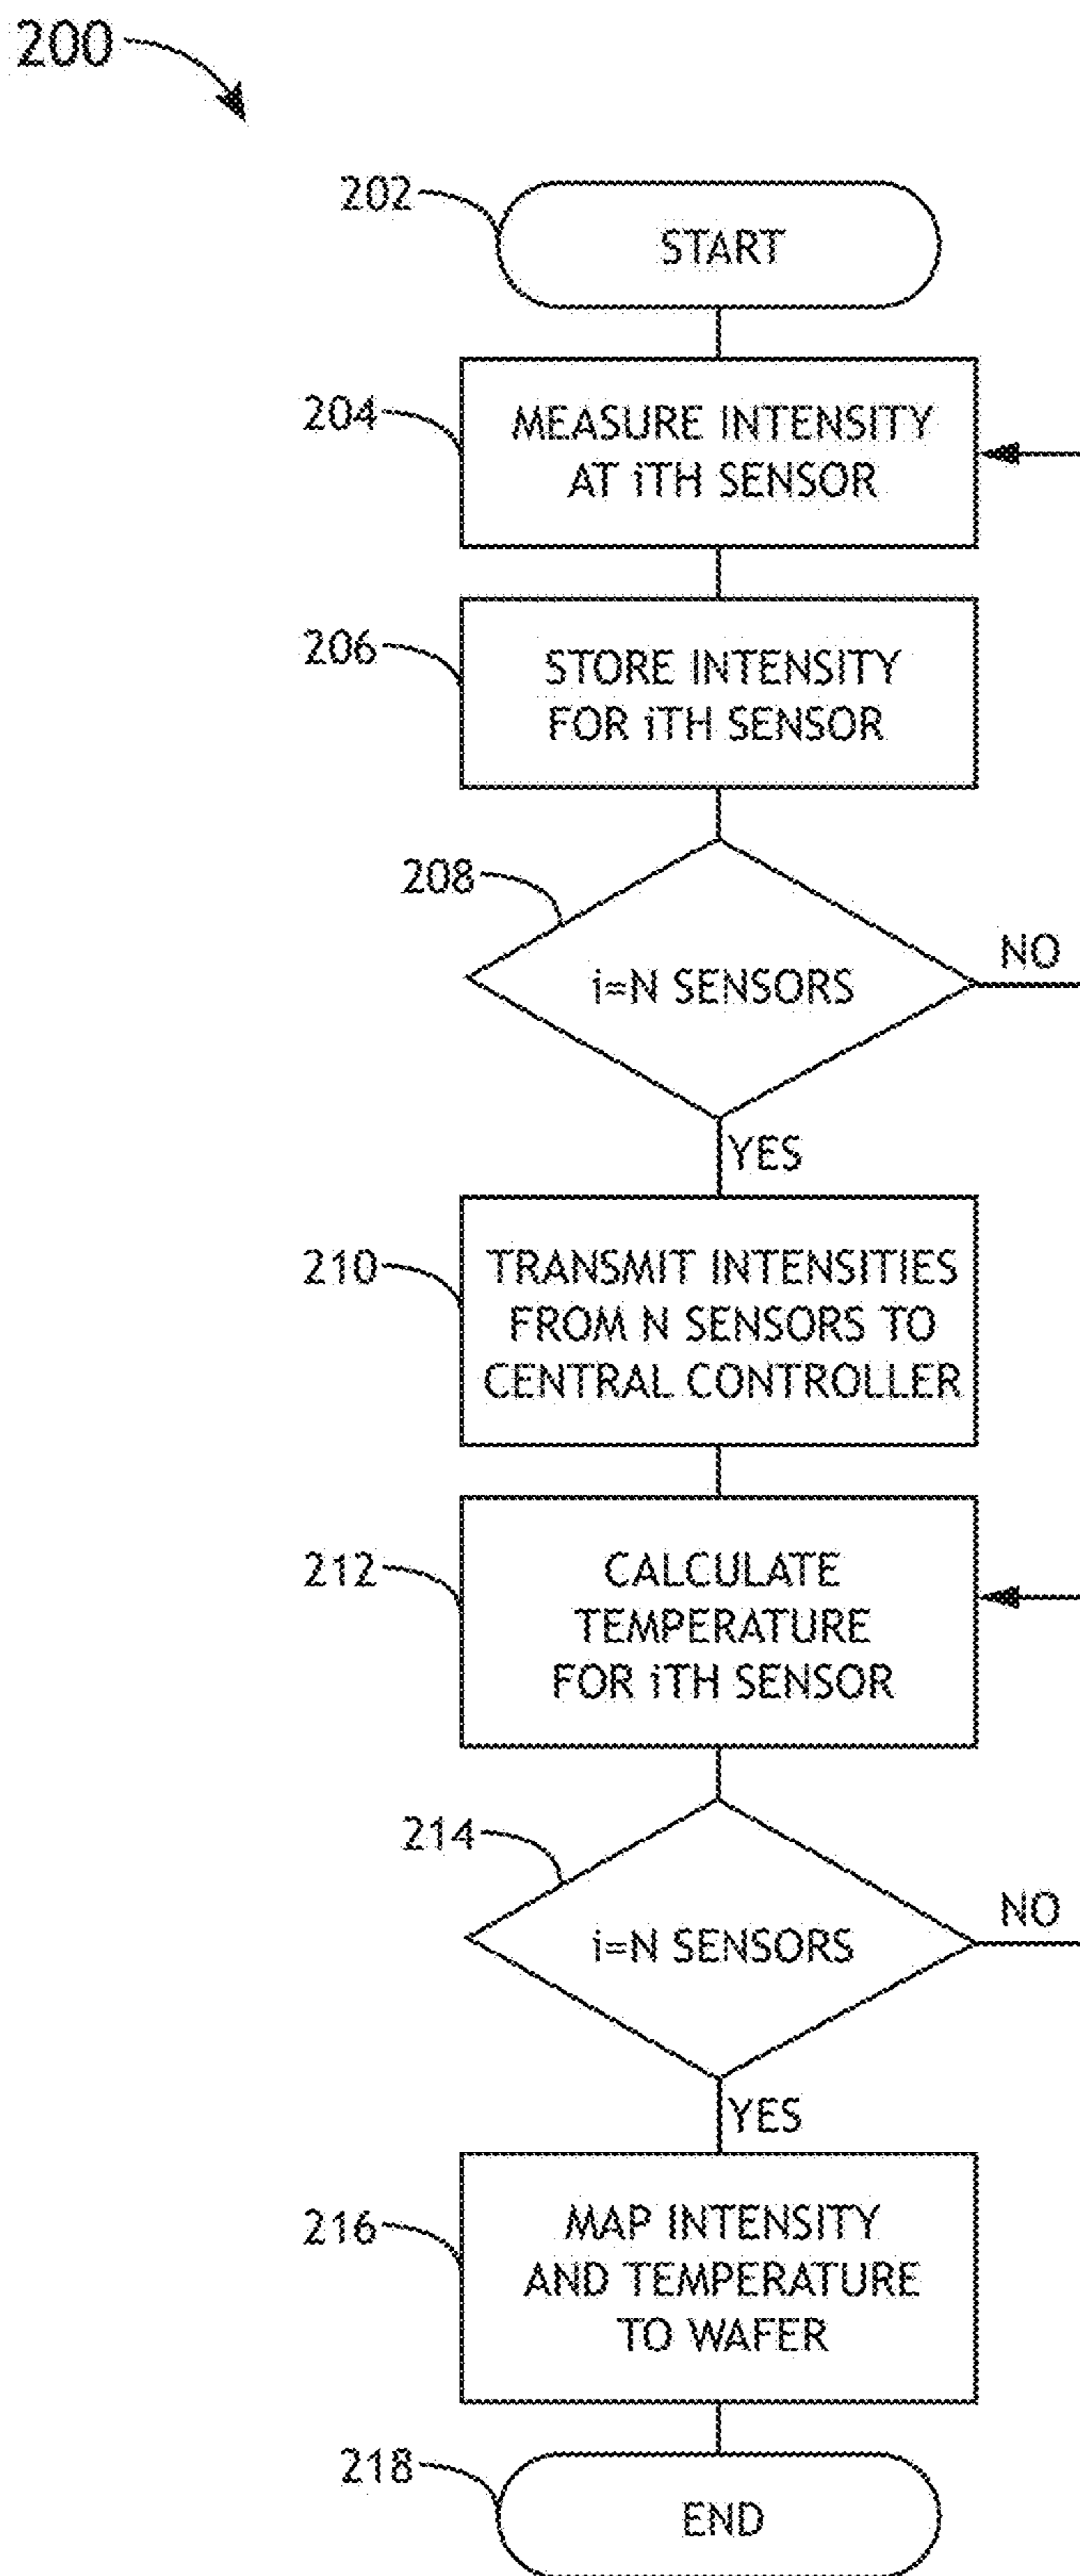 200
202
START
204
MEASURE INTENSITY
AT iTH SENSOR
206
STORE INTENSITY
FOR iTH SENSOR
208
i=N SENSORS
NO
YES
210
TRANSMIT INTENSITIES
FROM N SENSORS TO
CENTRAL CONTROLLER
212
CALCULATE
TEMPERATURE
FOR iTH SENSOR
214
i=N SENSORS
NO
YES
216
MAP INTENSITY
AND TEMPERATURE
TO WAFER
218
END